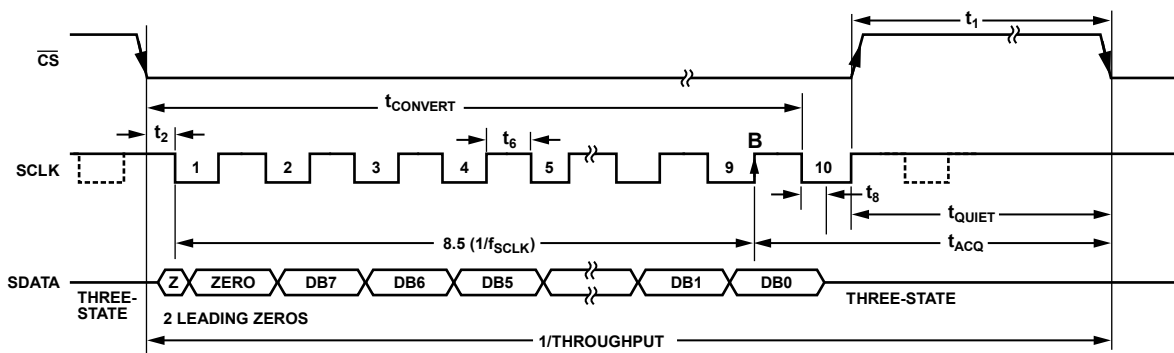 t1
CS
tCONVERT
t2
t6
B
SCLK
1
2
3
4
5
9
10
t8
tQUIET
8.5 (1/fSCLK)
tACQ
SDATA
Z
ZERO
DB7
DB6
DB5
DB1
DB0
THREE-
STATE
THREE-STATE
2 LEADING ZEROS
1/THROUGHPUT